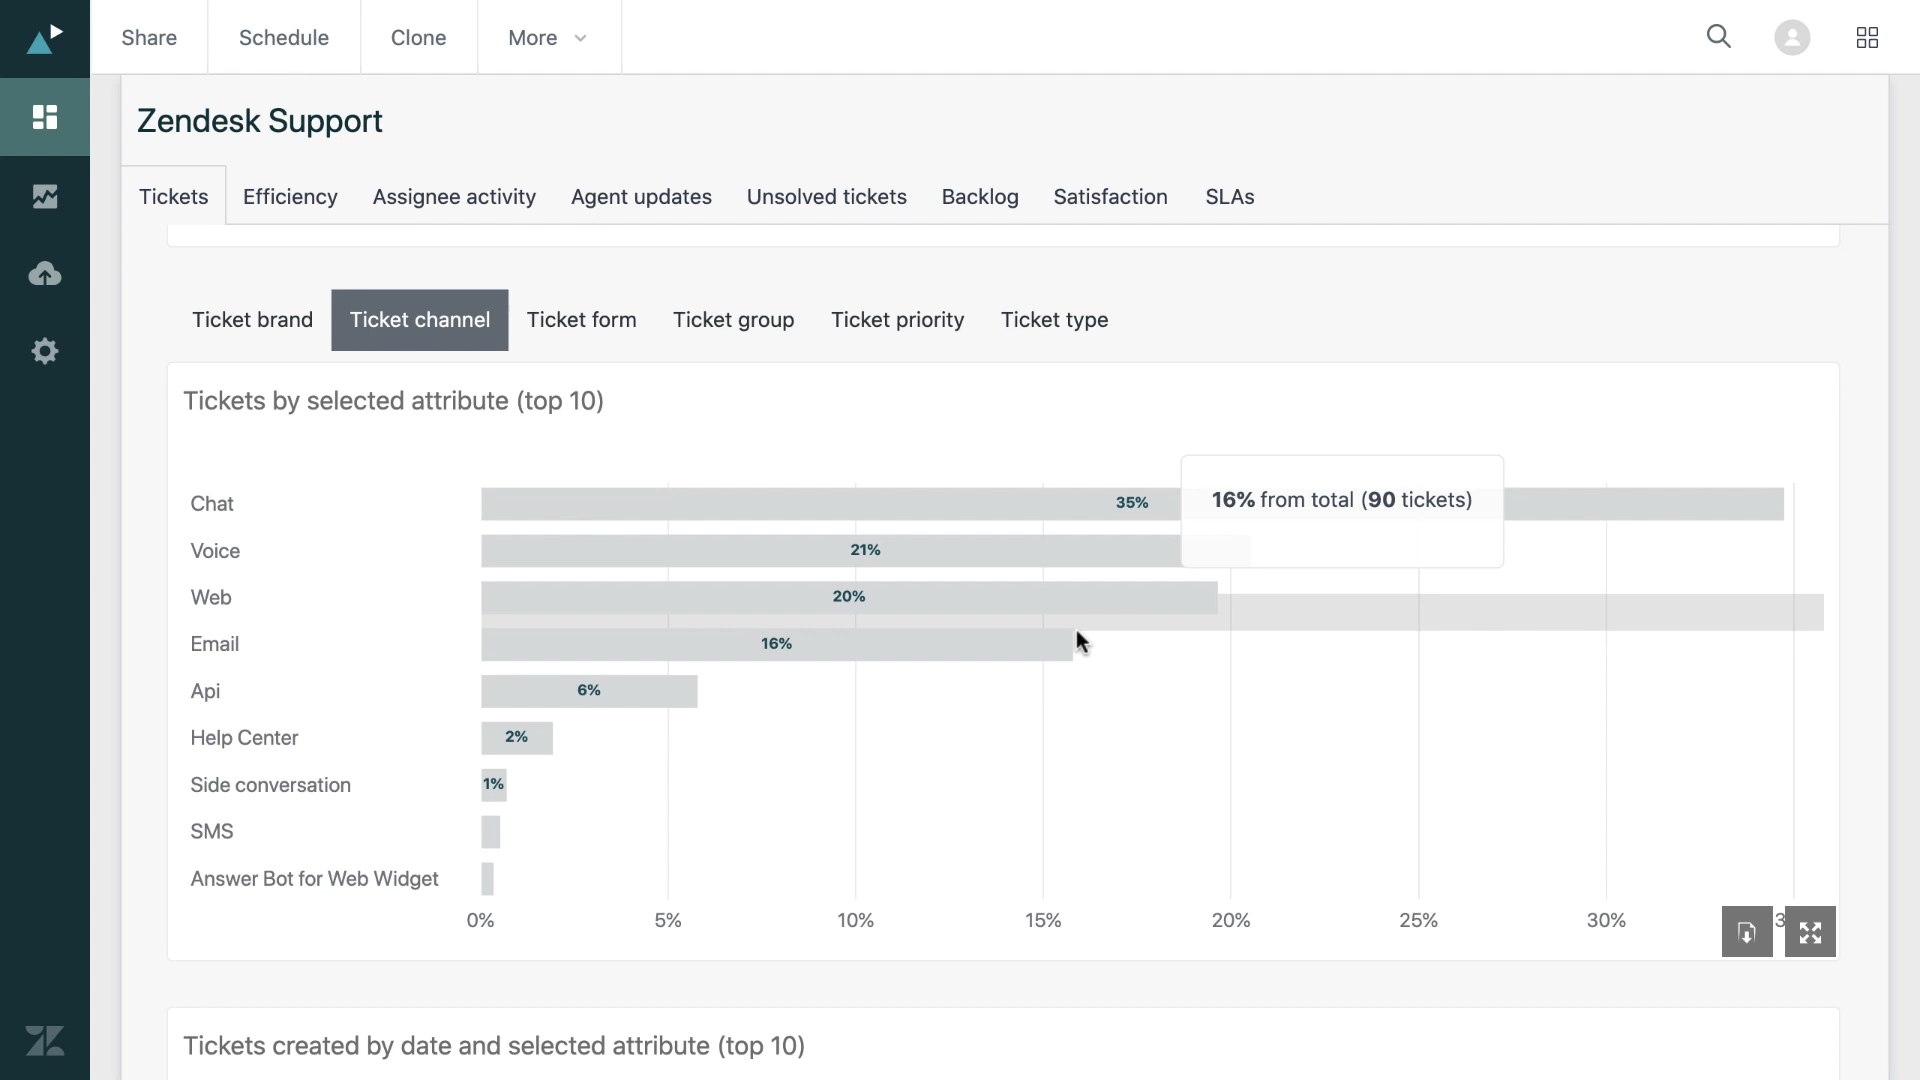 Share Schedule Clone More
Zendesk Support
Tickets Efficiency Assignee activity Agent updates Unsolved tickets Backlog Satisfaction SLAs
Ticket brand Ticket channel Ticket form Ticket group Ticket priority Ticket type
Tickets by selected attribute (top 10)
16% from total (90 tickets)
Chat 35%
Voice 21%
Web 20%
Email 16%
Api 6%
Help Center 2%
Side conversation 1%
SMS
Answer Bot for Web Widget
0% 5% 10% 15% 20% 25% 30%
Tickets created by date and selected attribute (top 10)